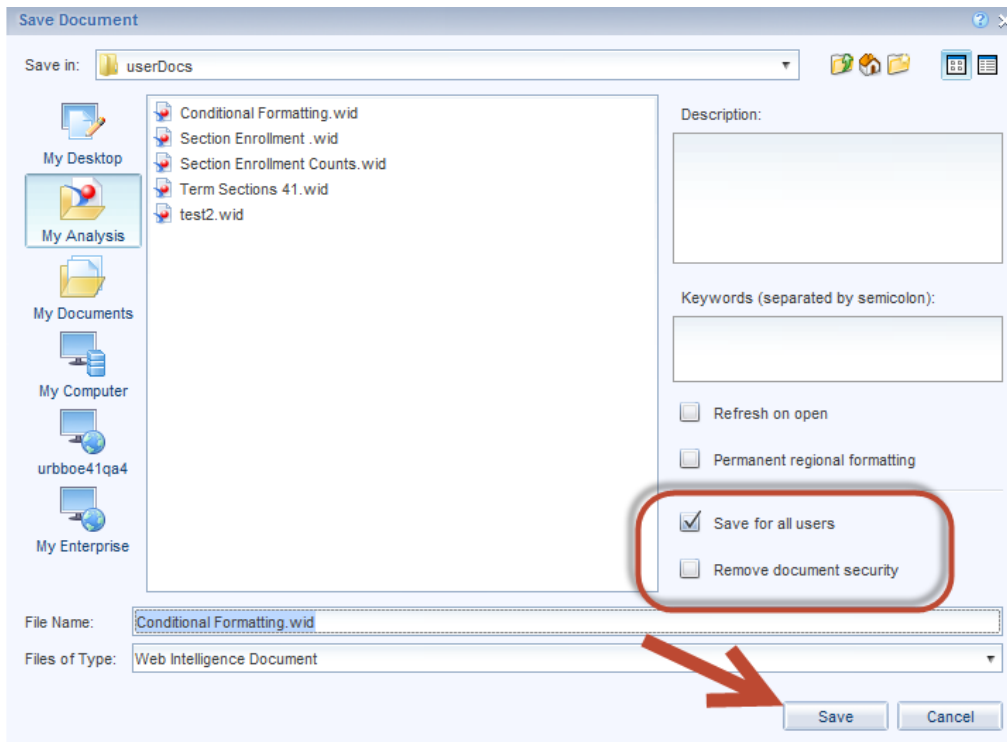 Save Document
Save in: userDocs
My Desktop
My Analysis
My Documents
My Computer
urbboe41qa4
My Enterprise
Conditional Formatting.wid
Section Enrollment .wid
Section Enrollment Counts.wid
Term Sections 41.wid
test2.wid
Description:
Keywords (separated by semicolon):
Refresh on open
Permanent regional formatting
Save for all users
Remove document security
File Name: Conditional Formatting.wid
Files of Type: Web Intelligence Document
Save Cancel